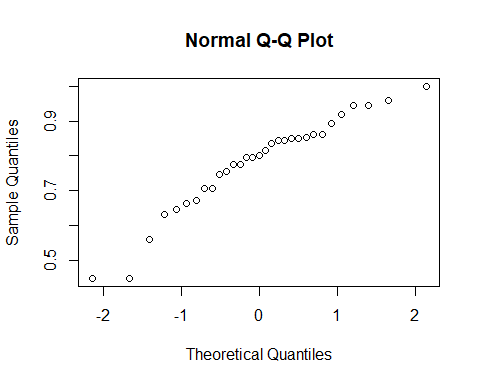 Normal Q-Q Plot
Sample Quantiles
0.9
0.7
0.5
-2 -1 0 1 2
Theoretical Quantiles